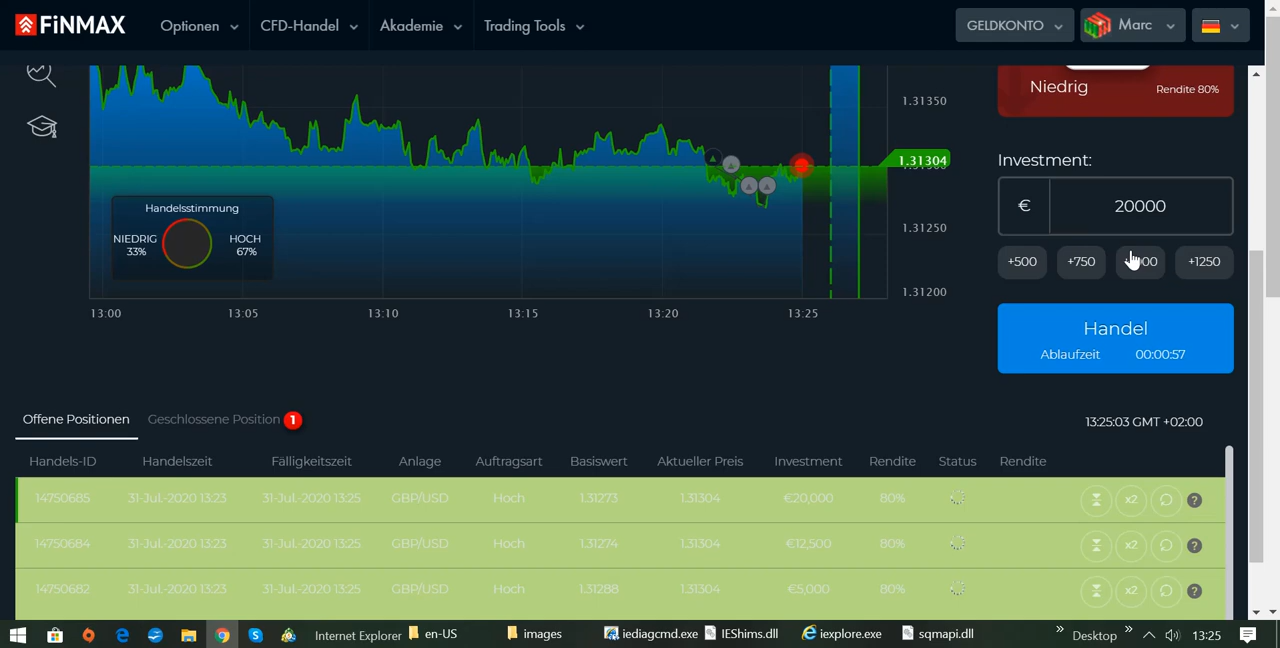 FiNMAX Optionen CFD-Handel Akademie Trading Tools GELDKONTO Marc
Niedrig Rendite 80%
1.31350
1.31304
Investment:
€ 20000
1.31250
Handelsstimmung
NIEDRIG 33%
HOCH 67%
+500 +750 +1250
1.31200
13:00 13:05 13:10 13:15 13:20 13:25
Handel
Ablaufzeit 00:00:57
Offene Positionen Geschlossene Position 1 13:25:03 GMT +02:00
Handels-ID Handelszeit Fälligkeitszeit Anlage Auftragsart Basiswert Aktueller Preis Investment Rendite Status Rendite
14750685 31-Jul.-2020 13:23 31-Jul.-2020 13:25 GBP/USD Hoch 1.31273 1.31304 €20,000 80% x2 ?
14750684 31-Jul.-2020 13:23 31-Jul.-2020 13:25 GBP/USD Hoch 1.31274 1.31304 €12,500 80% x2 ?
14750682 31-Jul.-2020 13:23 31-Jul.-2020 13:25 GBP/USD Hoch 1.31288 1.31304 €5,000 80% x2 ?
Internet Explorer en-US images iediagcmd.exe IEShims.dll iexplore.exe sqmapi.dll Desktop 13:25